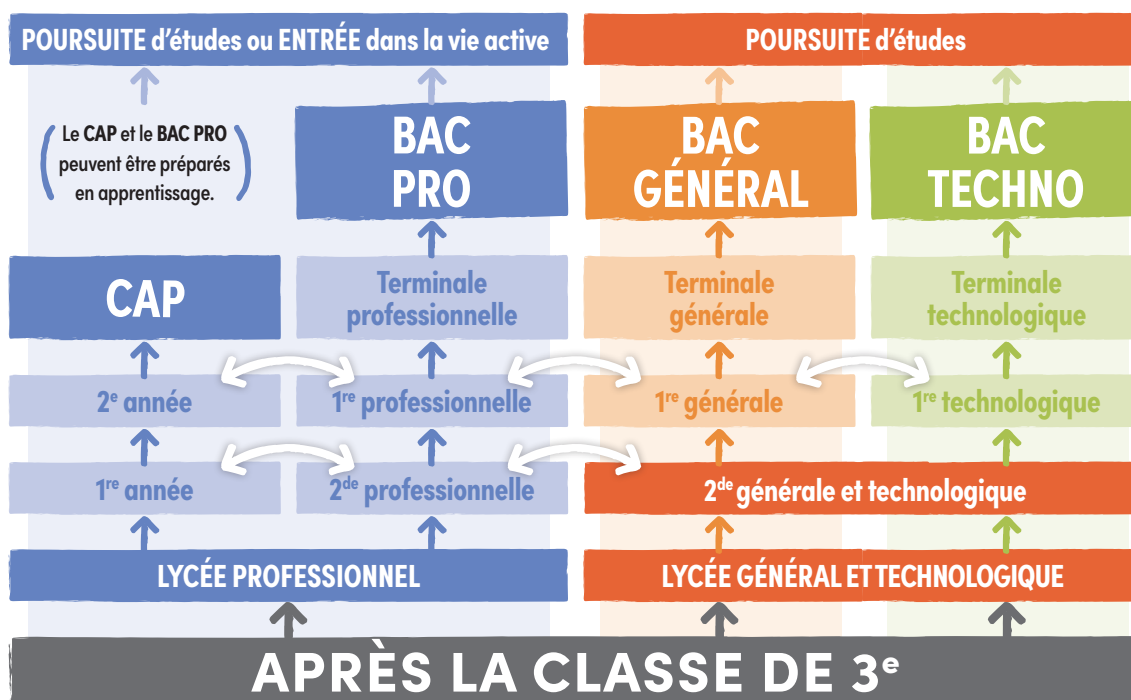 POURSUITE d'études ou ENTRÉE dans la vie active
POURSUITE d'études
Le CAP et le BAC PRO
peuvent être préparés
en apprentissage.
BAC
PRO
BAC
GÉNÉRAL
BAC
TECHNO
CAP
Terminale
professionnelle
Terminale
générale
Terminale
technologique
2e année
1re professionnelle
1re générale
1re technologique
1re année
2de professionnelle
2de générale et technologique
LYCÉE PROFESSIONNEL
LYCÉE GÉNÉRAL ET TECHNOLOGIQUE
APRÈS LA CLASSE DE 3e